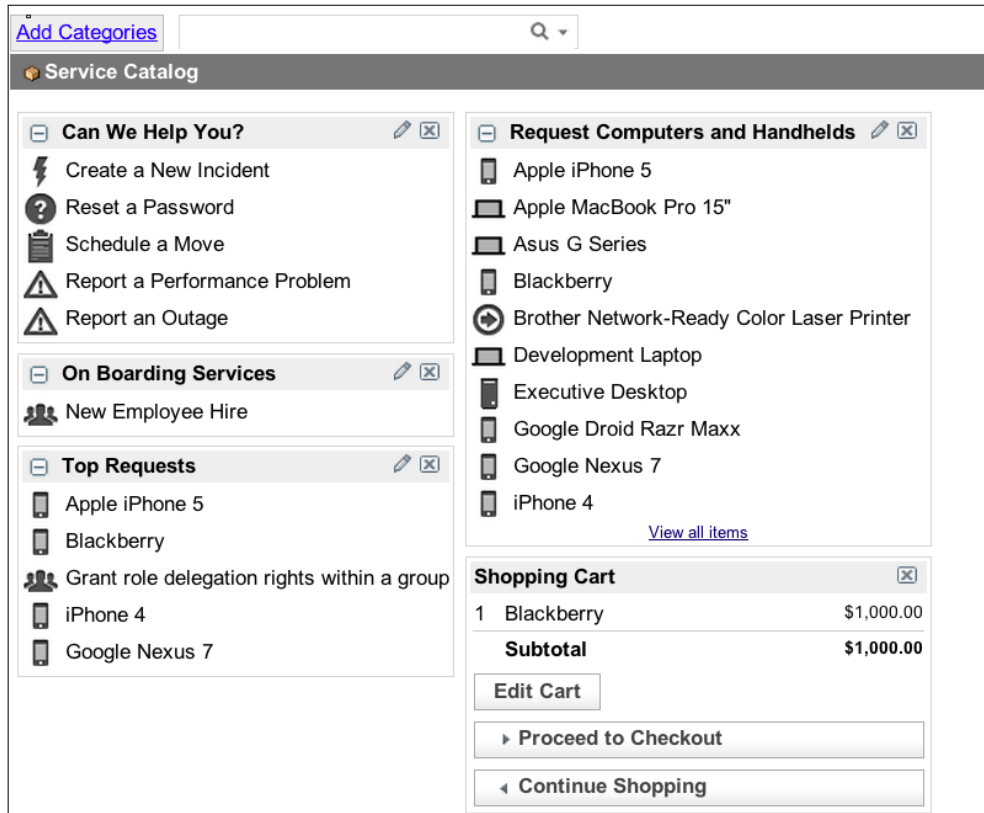 Add Categories
Service Catalog
Can We Help You?
Create a New Incident
Reset a Password
Schedule a Move
Report a Performance Problem
Report an Outage
On Boarding Services
New Employee Hire
Top Requests
Apple iPhone 5
Blackberry
Grant role delegation rights within a group
iPhone 4
Google Nexus 7
Request Computers and Handhelds
Apple iPhone 5
Apple MacBook Pro 15"
Asus G Series
Blackberry
Brother Network-Ready Color Laser Printer
Development Laptop
Executive Desktop
Google Droid Razr Maxx
Google Nexus 7
iPhone 4
View all items
Shopping Cart
1 Blackberry $1,000.00
Subtotal $1,000.00
Edit Cart
Proceed to Checkout
Continue Shopping